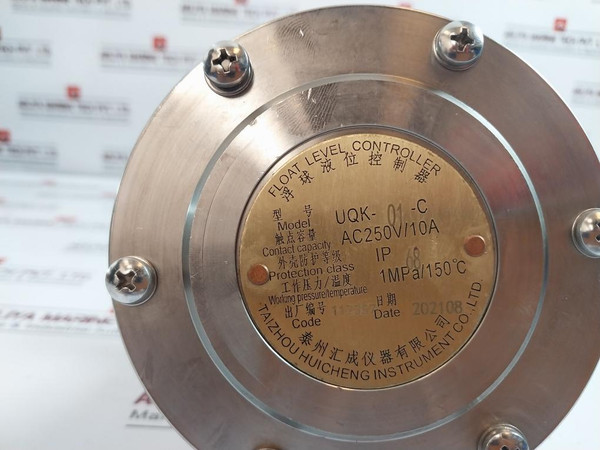 FLOAT LEVEL CONTROLLER
浮球液位控制器
型 号 UQK- 01 -C
Model
触点容量 AC250V/10A
Contact capacity
外壳防护等级 IP 68
Protection class
工作压力/温度 1MPa/150℃
Working pressure/temperature
出厂编号 日期 202108
Code Date
泰州汇成仪器有限公司
TAIZHOU HUICHENG INSTRUMENT CO.,LTD.